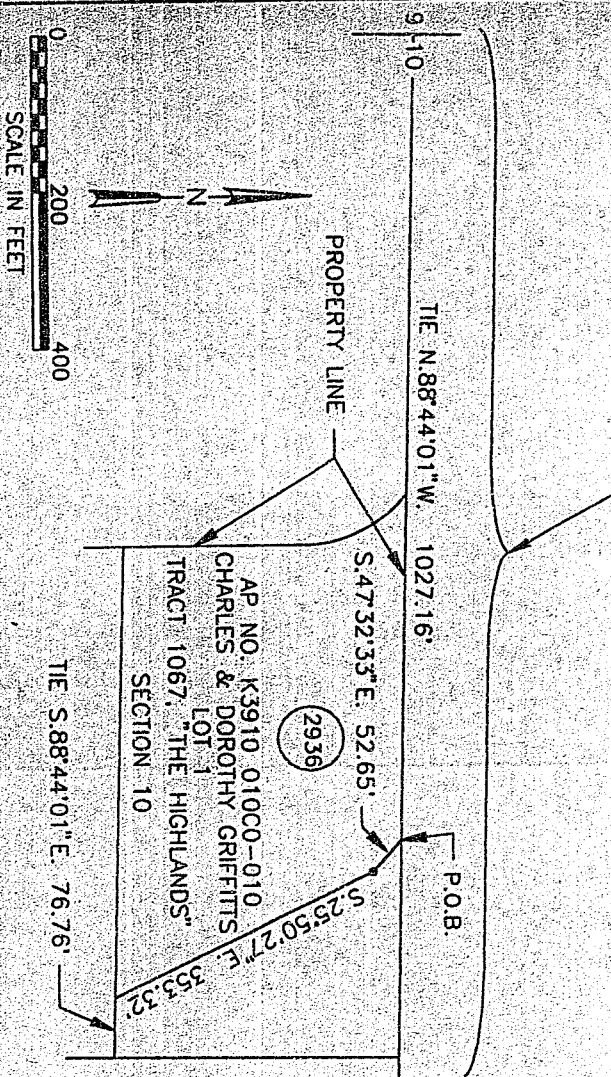 9 10
TIE N.88°44'01"W. 1027.16'
P.O.B.
PROPERTY LINE
S.47°32'33"E. 52.65'
2936
AP NO. K3910 010C0-010
CHARLES & DOROTHY GRIFFITTS
LOT 1
TRACT 1067, "THE HIGHLANDS"
SECTION 10
S.25°50'27"E. 353.32'
TIE S.88°44'01"E. 76.76'
N
0 200 400
SCALE IN FEET